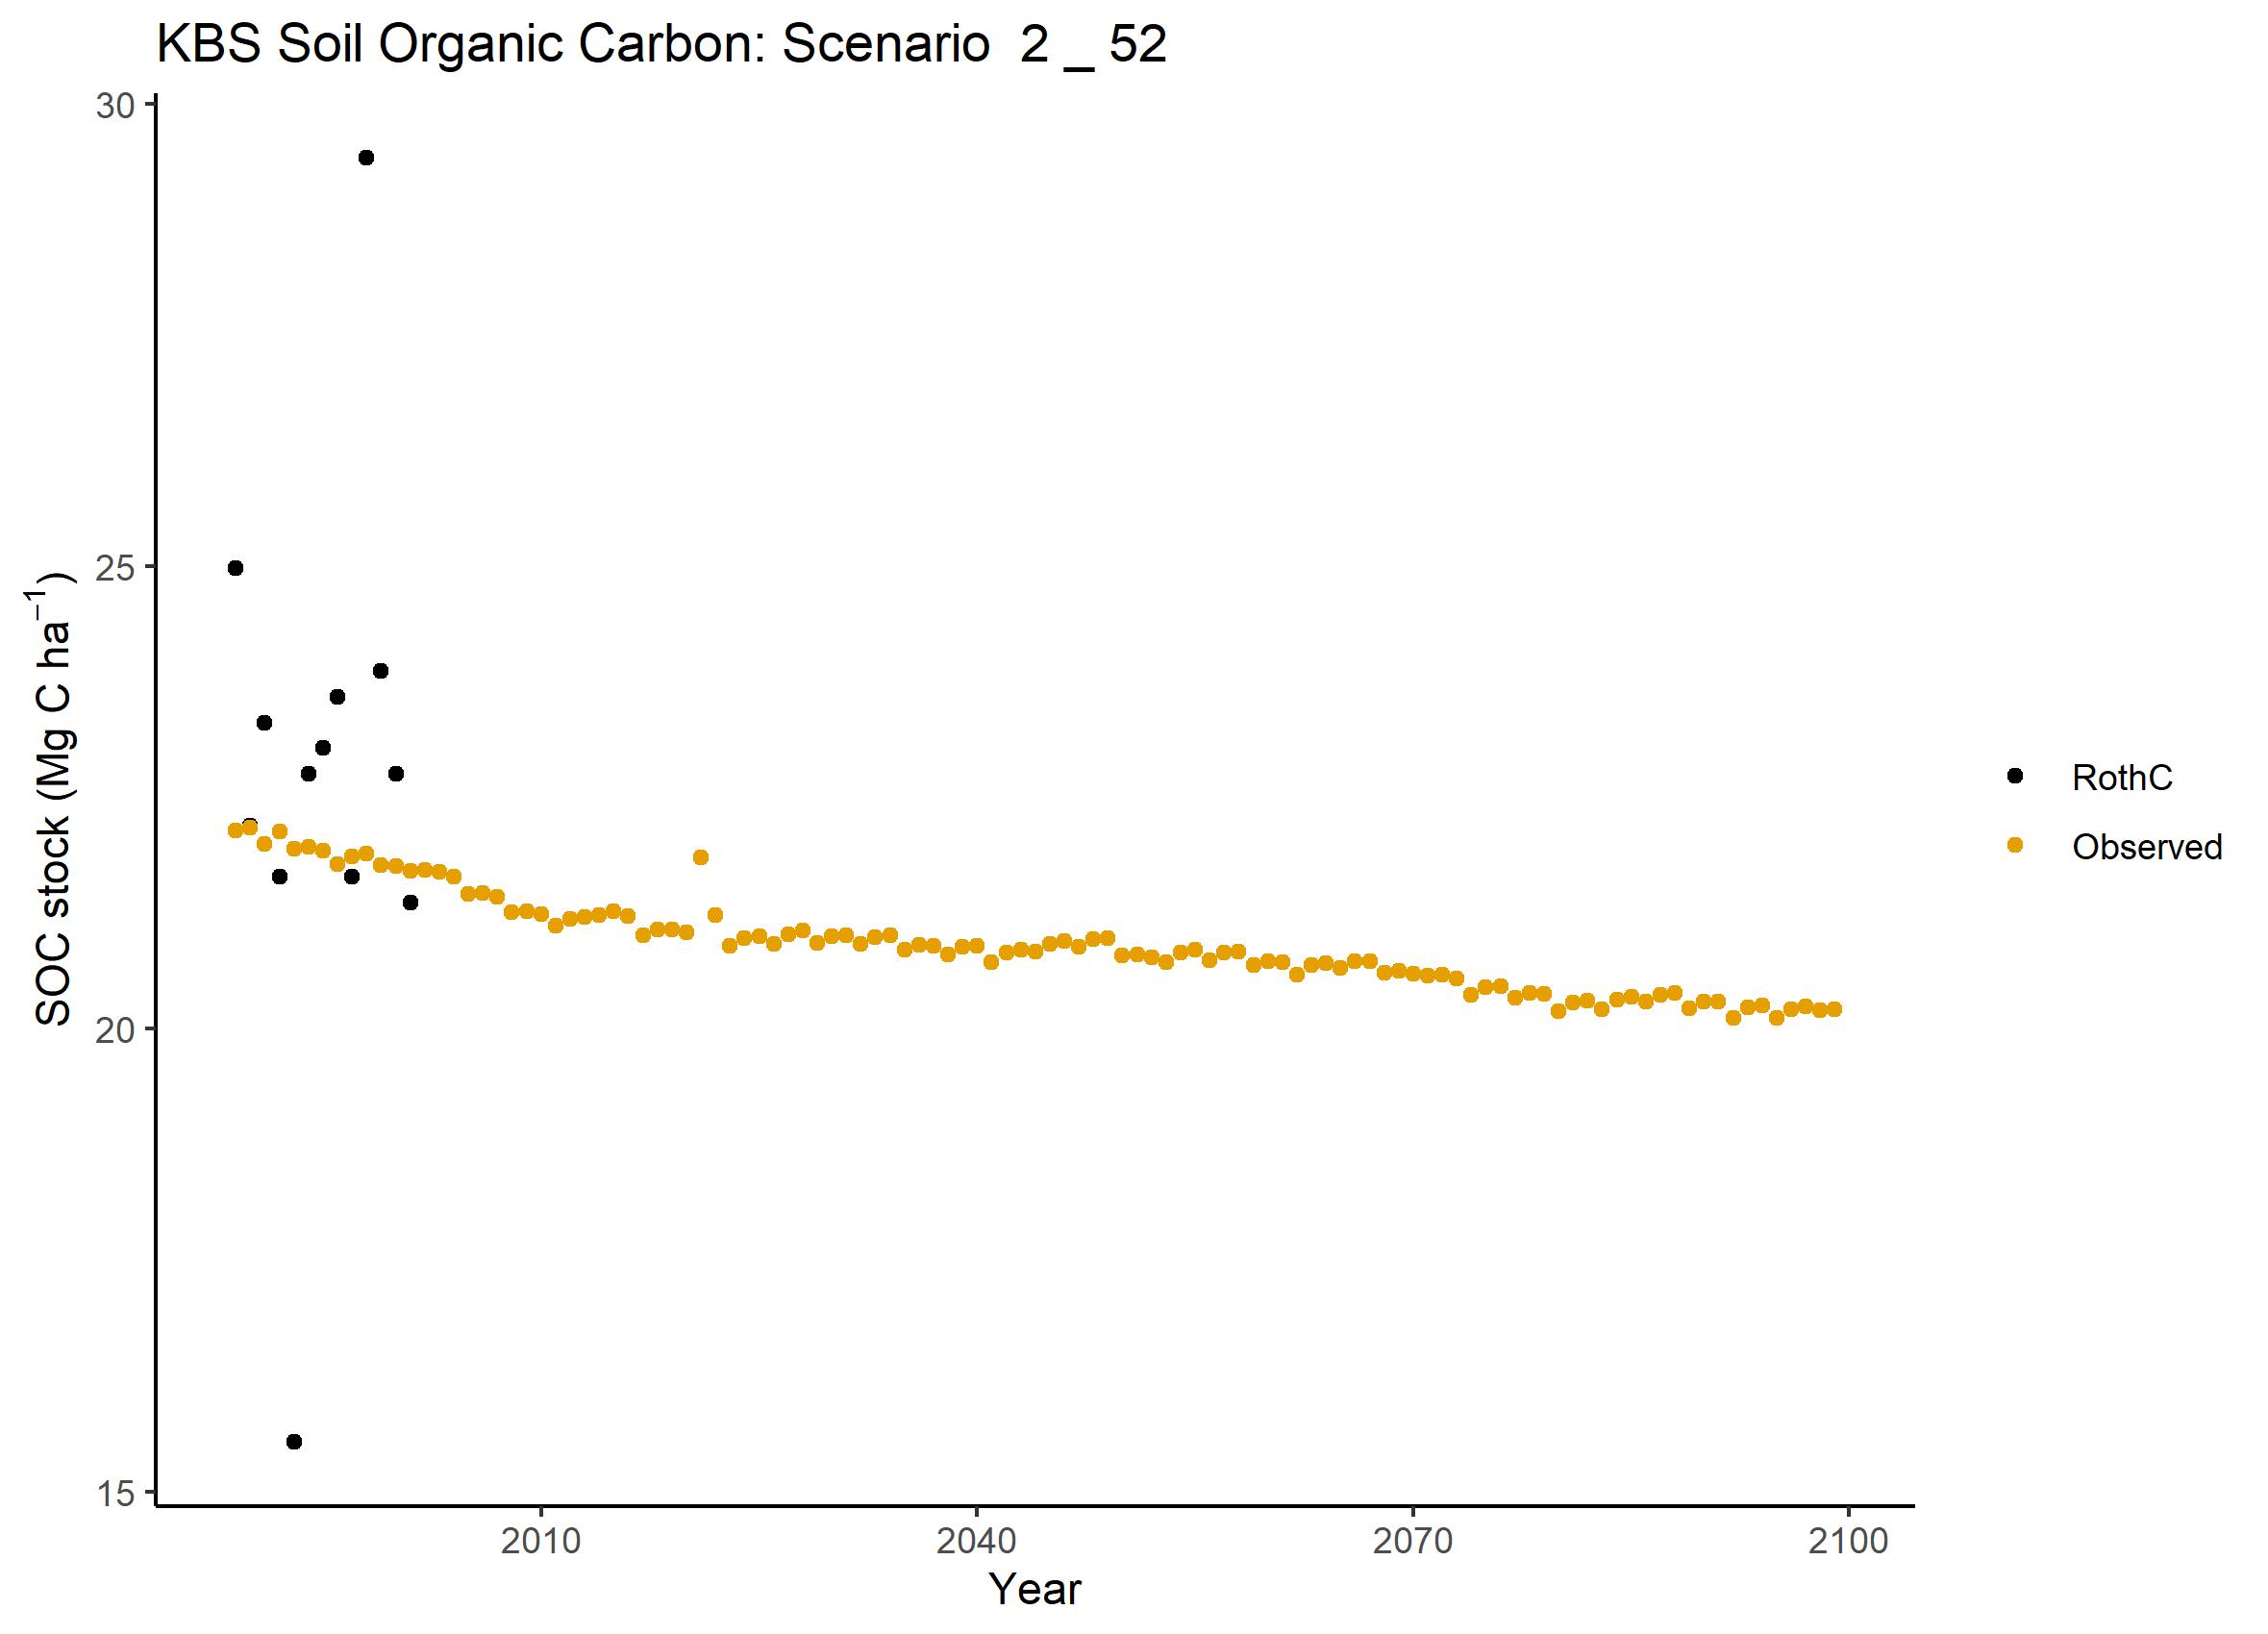 KBS Soil Organic Carbon: Scenario  2 _ 52
30
25
20
15
SOC stock (Mg C ha⁻¹)
2010 2040 2070 2100
Year
RothC
Observed